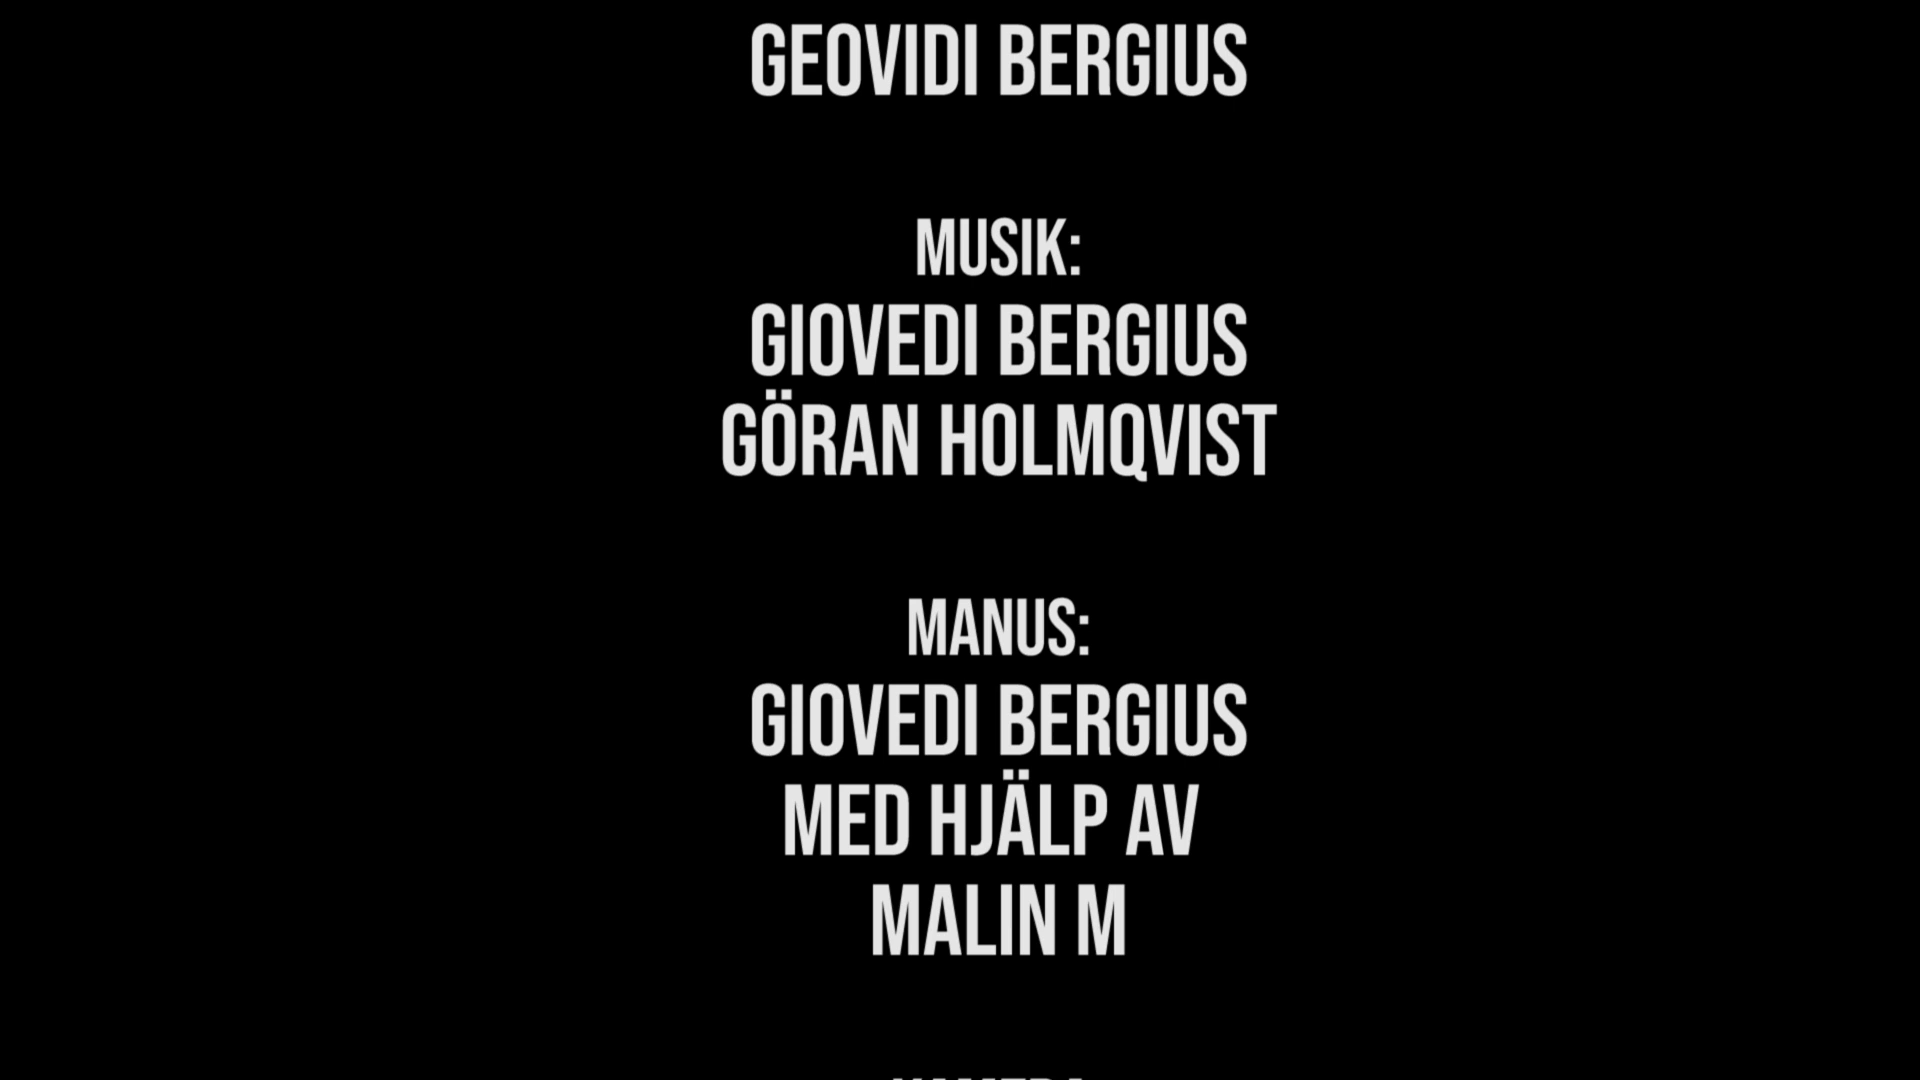 GEOVIDI BERGIUS
MUSIK:
GIOVEDI BERGIUS
GÖRAN HOLMQVIST
MANUS:
GIOVEDI BERGIUS
MED HJÄLP AV
MALIN M